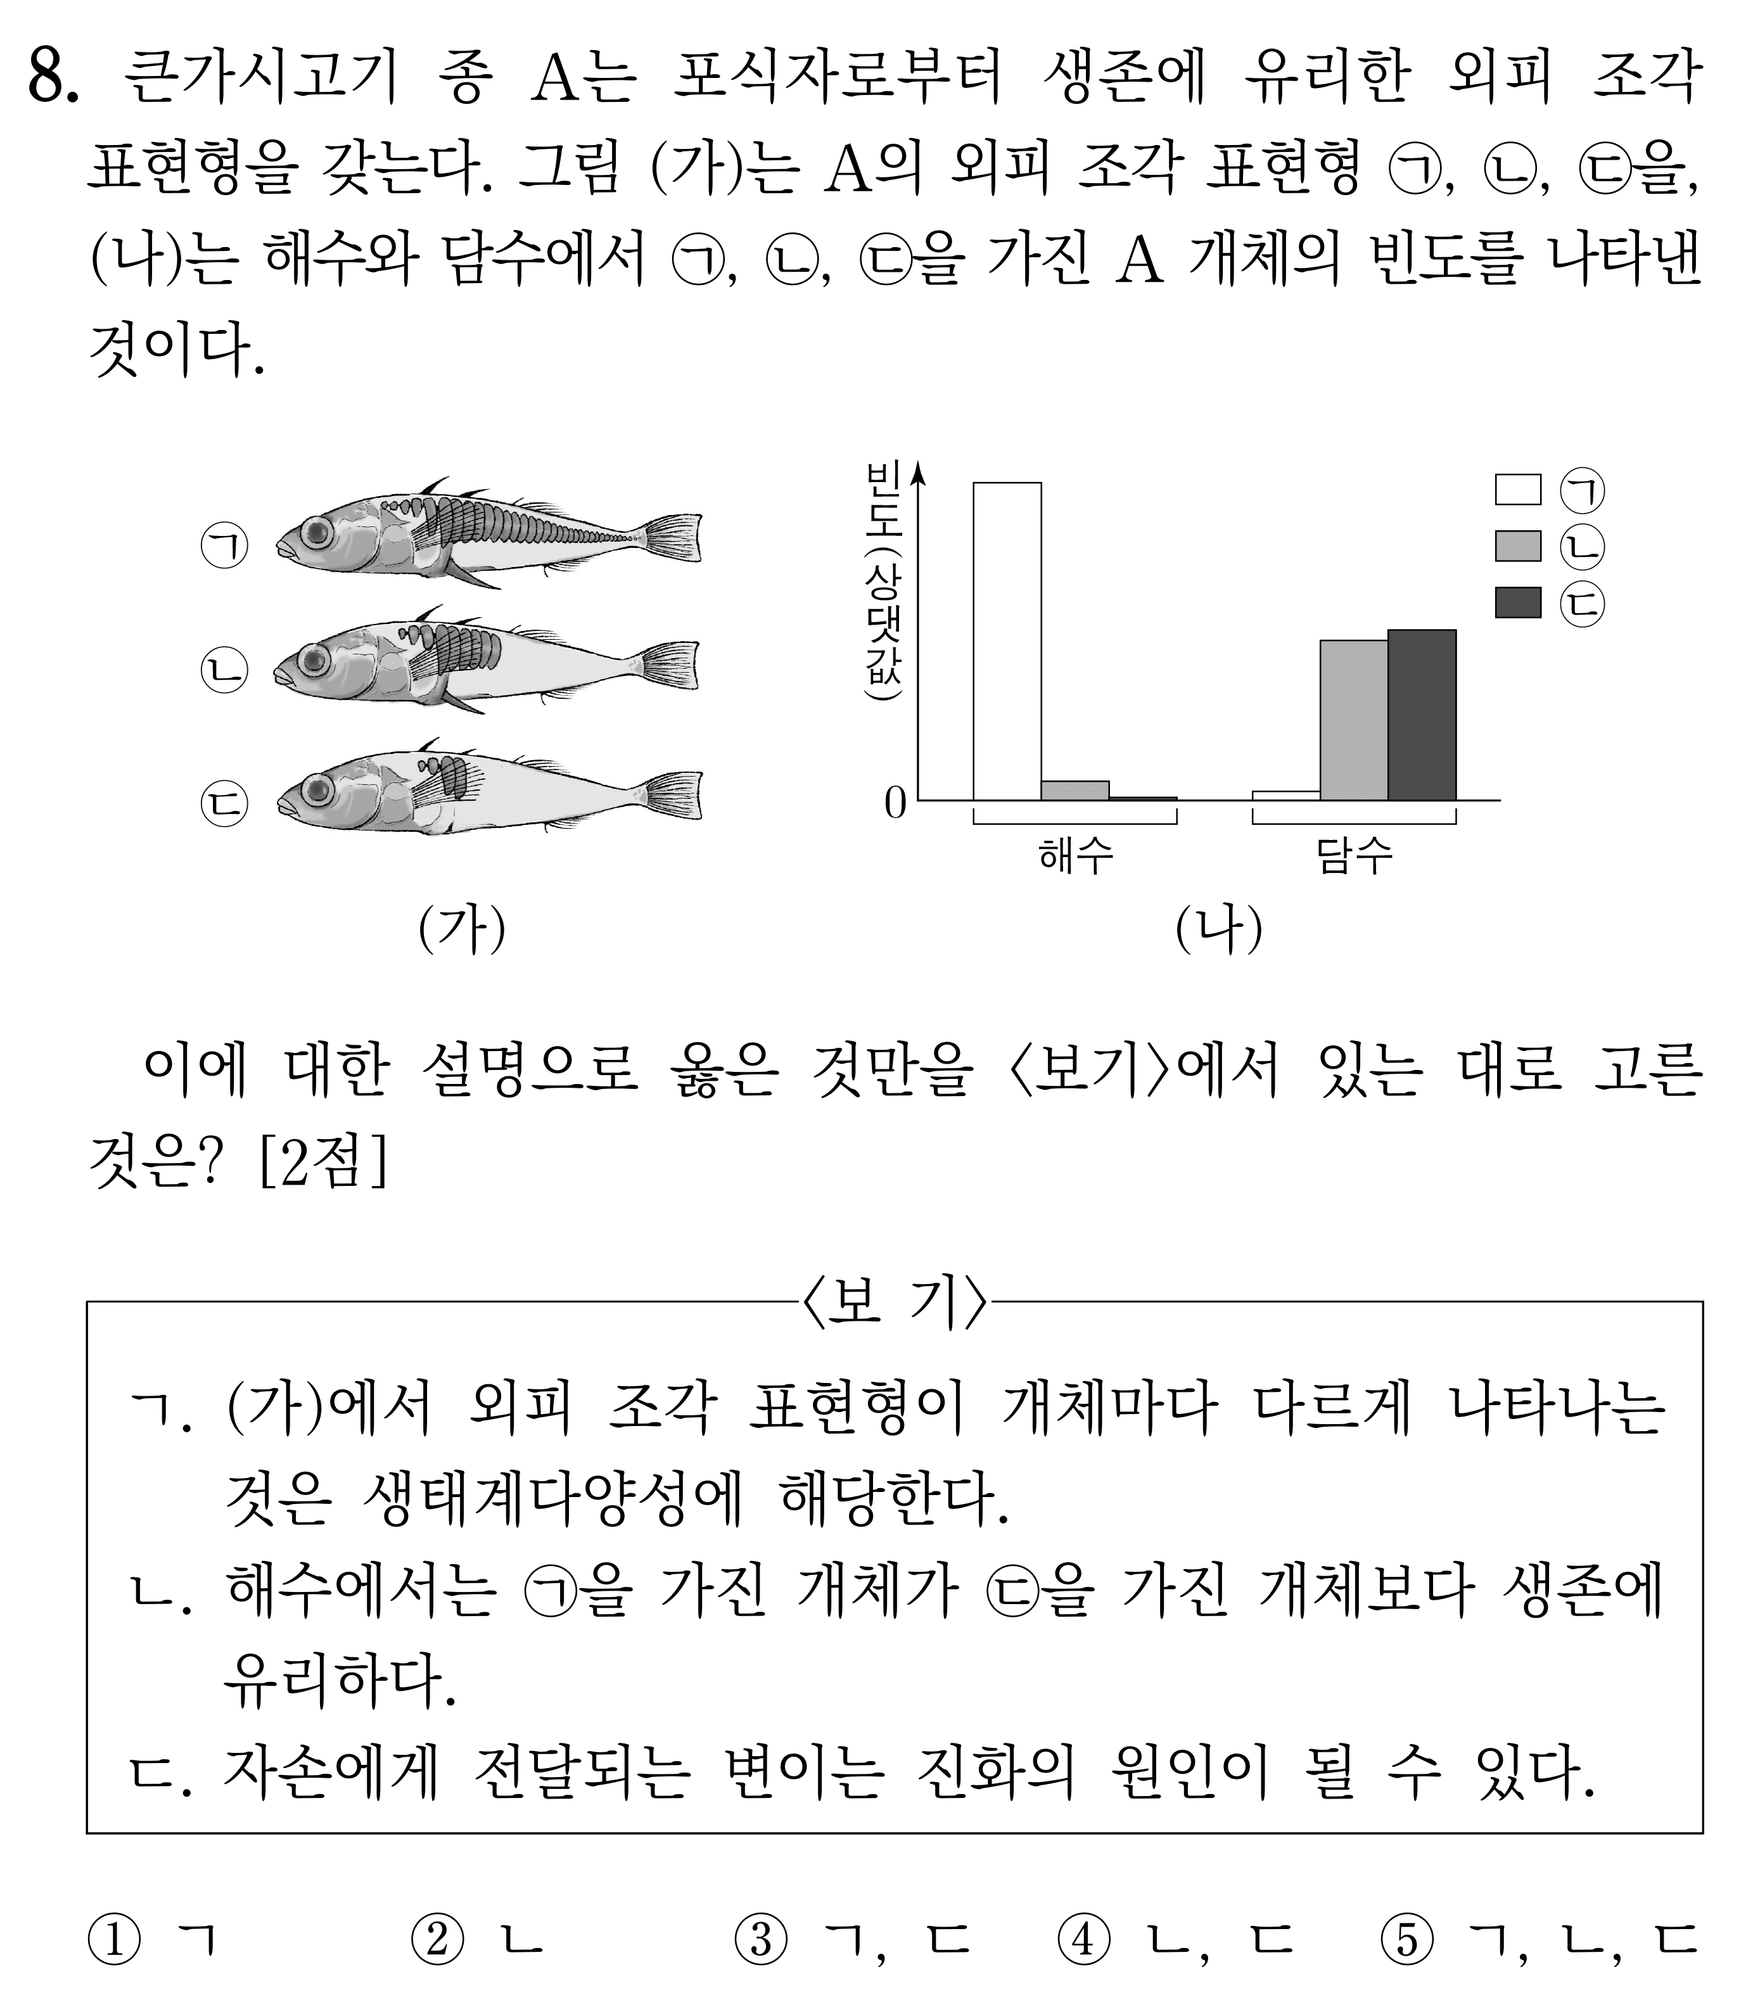 8. 큰가시고기 종 A는 포식자로부터 생존에 유리한 외피 조각
표현형을 갖는다. 그림 (가)는 A의 외피 조각 표현형 ㉠, ㉡, ㉢을,
(나)는 해수와 담수에서 ㉠, ㉡, ㉢을 가진 A 개체의 빈도를 나타낸
것이다.
㉠
㉡
㉢
(가)
빈도(상댓값)
0
해수
담수
㉠
㉡
㉢
(나)
이에 대한 설명으로 옳은 것만을 〈보기〉에서 있는 대로 고른
것은? [2점]
〈보 기〉
ㄱ. (가)에서 외피 조각 표현형이 개체마다 다르게 나타나는
것은 생태계다양성에 해당한다.
ㄴ. 해수에서는 ㉠을 가진 개체가 ㉢을 가진 개체보다 생존에
유리하다.
ㄷ. 자손에게 전달되는 변이는 진화의 원인이 될 수 있다.
① ㄱ ② ㄴ ③ ㄱ, ㄷ ④ ㄴ, ㄷ ⑤ ㄱ, ㄴ, ㄷ